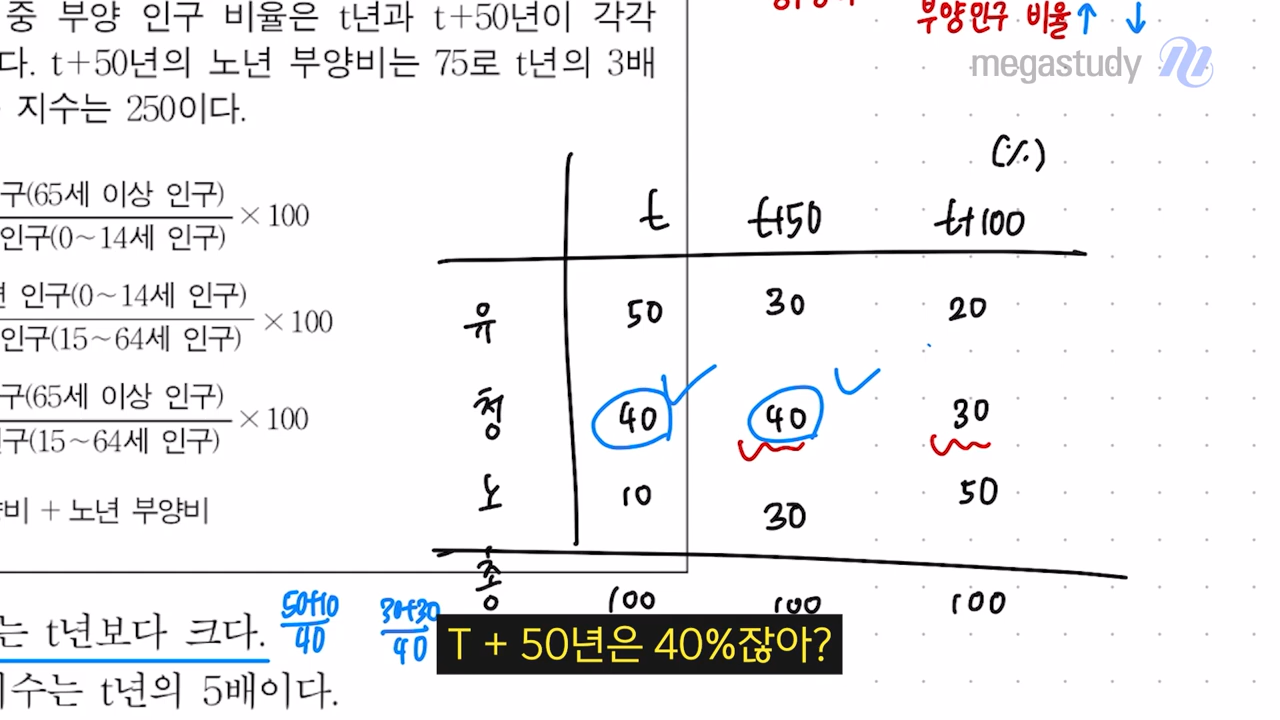 중 부양 인구 비율은 t년과 t+50년이 각각
다. t+50년의 노년 부양비는 75로 t년의 3배
지수는 250이다.
부양인구 비율↑ ↓
megastudy
구(65세 이상 인구)
인구(0~14세 인구)
× 100
인구(0~14세 인구)
인구(15~64세 인구)
× 100
구(65세 이상 인구)
구(15~64세 인구)
× 100
비 + 노년 부양비
(%)
t t+50 t+100
유 50 30 20
청 40 40 30
노 10 30 50
총 100 100 100
는 t년보다 크다.
50+10
40
30+30
40
지수는 t년의 5배이다.
T + 50년은 40%잖아?